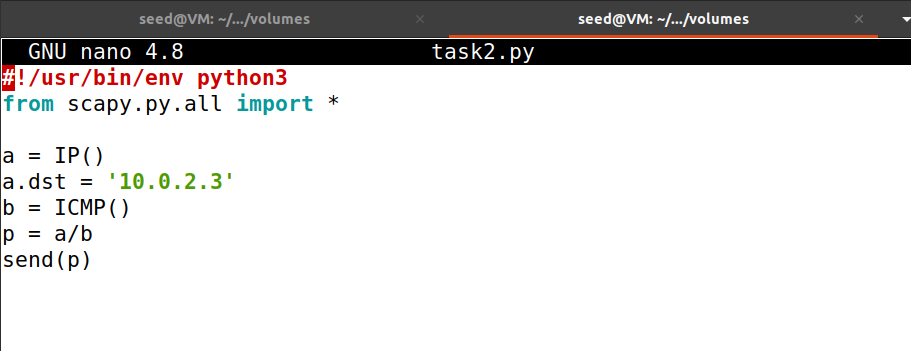 seed@VM: ~/.../volumes × seed@VM: ~/.../volumes ×
GNU nano 4.8 task2.py
#!/usr/bin/env python3
from scapy.py.all import *
a = IP()
a.dst = '10.0.2.3'
b = ICMP()
p = a/b
send(p)